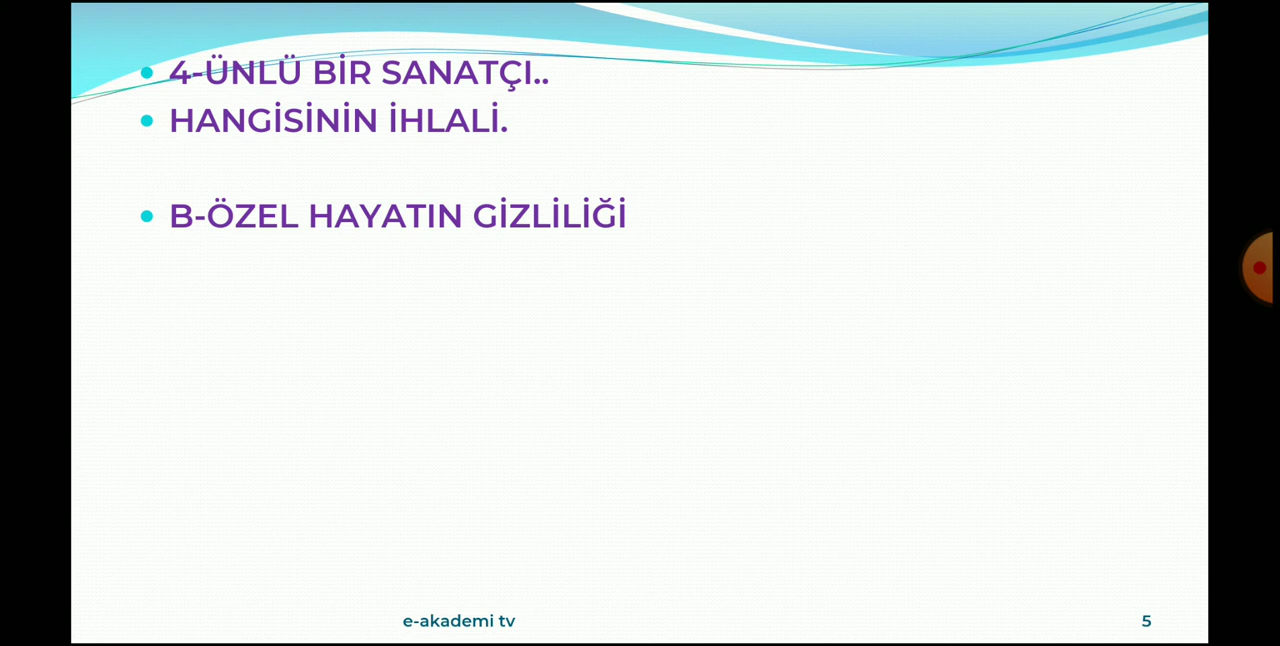 4-ÜNLÜ BİR SANATÇI..
HANGİSİNİN İHLALİ.
B-ÖZEL HAYATIN GİZLİLİĞİ
e-akademi tv
5